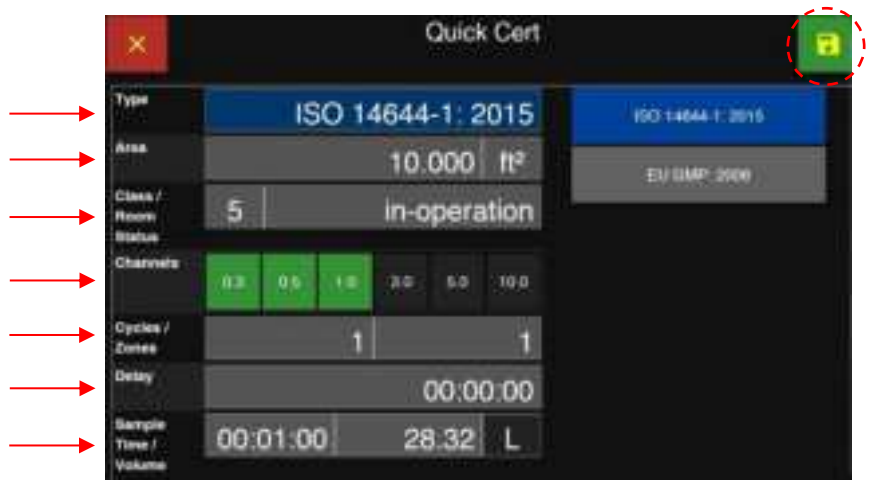 Quick Cert
Type
ISO 14644-1: 2015
ISO 14644-1: 2015
Area
10.000 ft²
EU GMP: 2008
Class /
Room
Status
5 in-operation
Channels
0.3 0.5 1.0 3.0 5.0 10.0
Cycles /
Zones
1 1
Delay
00:00:00
Sample
Time /
Volume
00:01:00 28.32 L